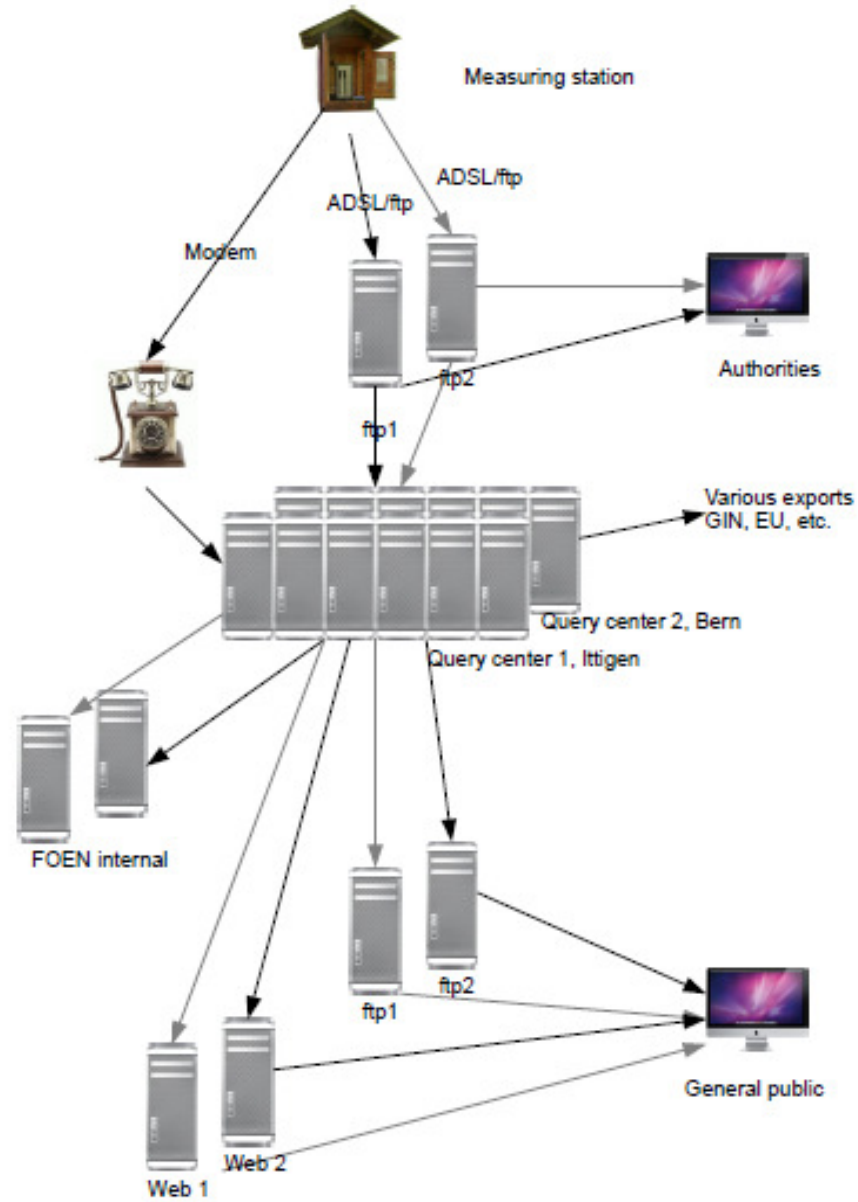 Measuring station
ADSL/ftp
ADSL/ftp
Modem
Authorities
ftp2
ftp1
Various exports
GIN, EU, etc.
Query center 2, Bern
Query center 1, Ittigen
FOEN internal
ftp2
ftp1
General public
Web 2
Web 1